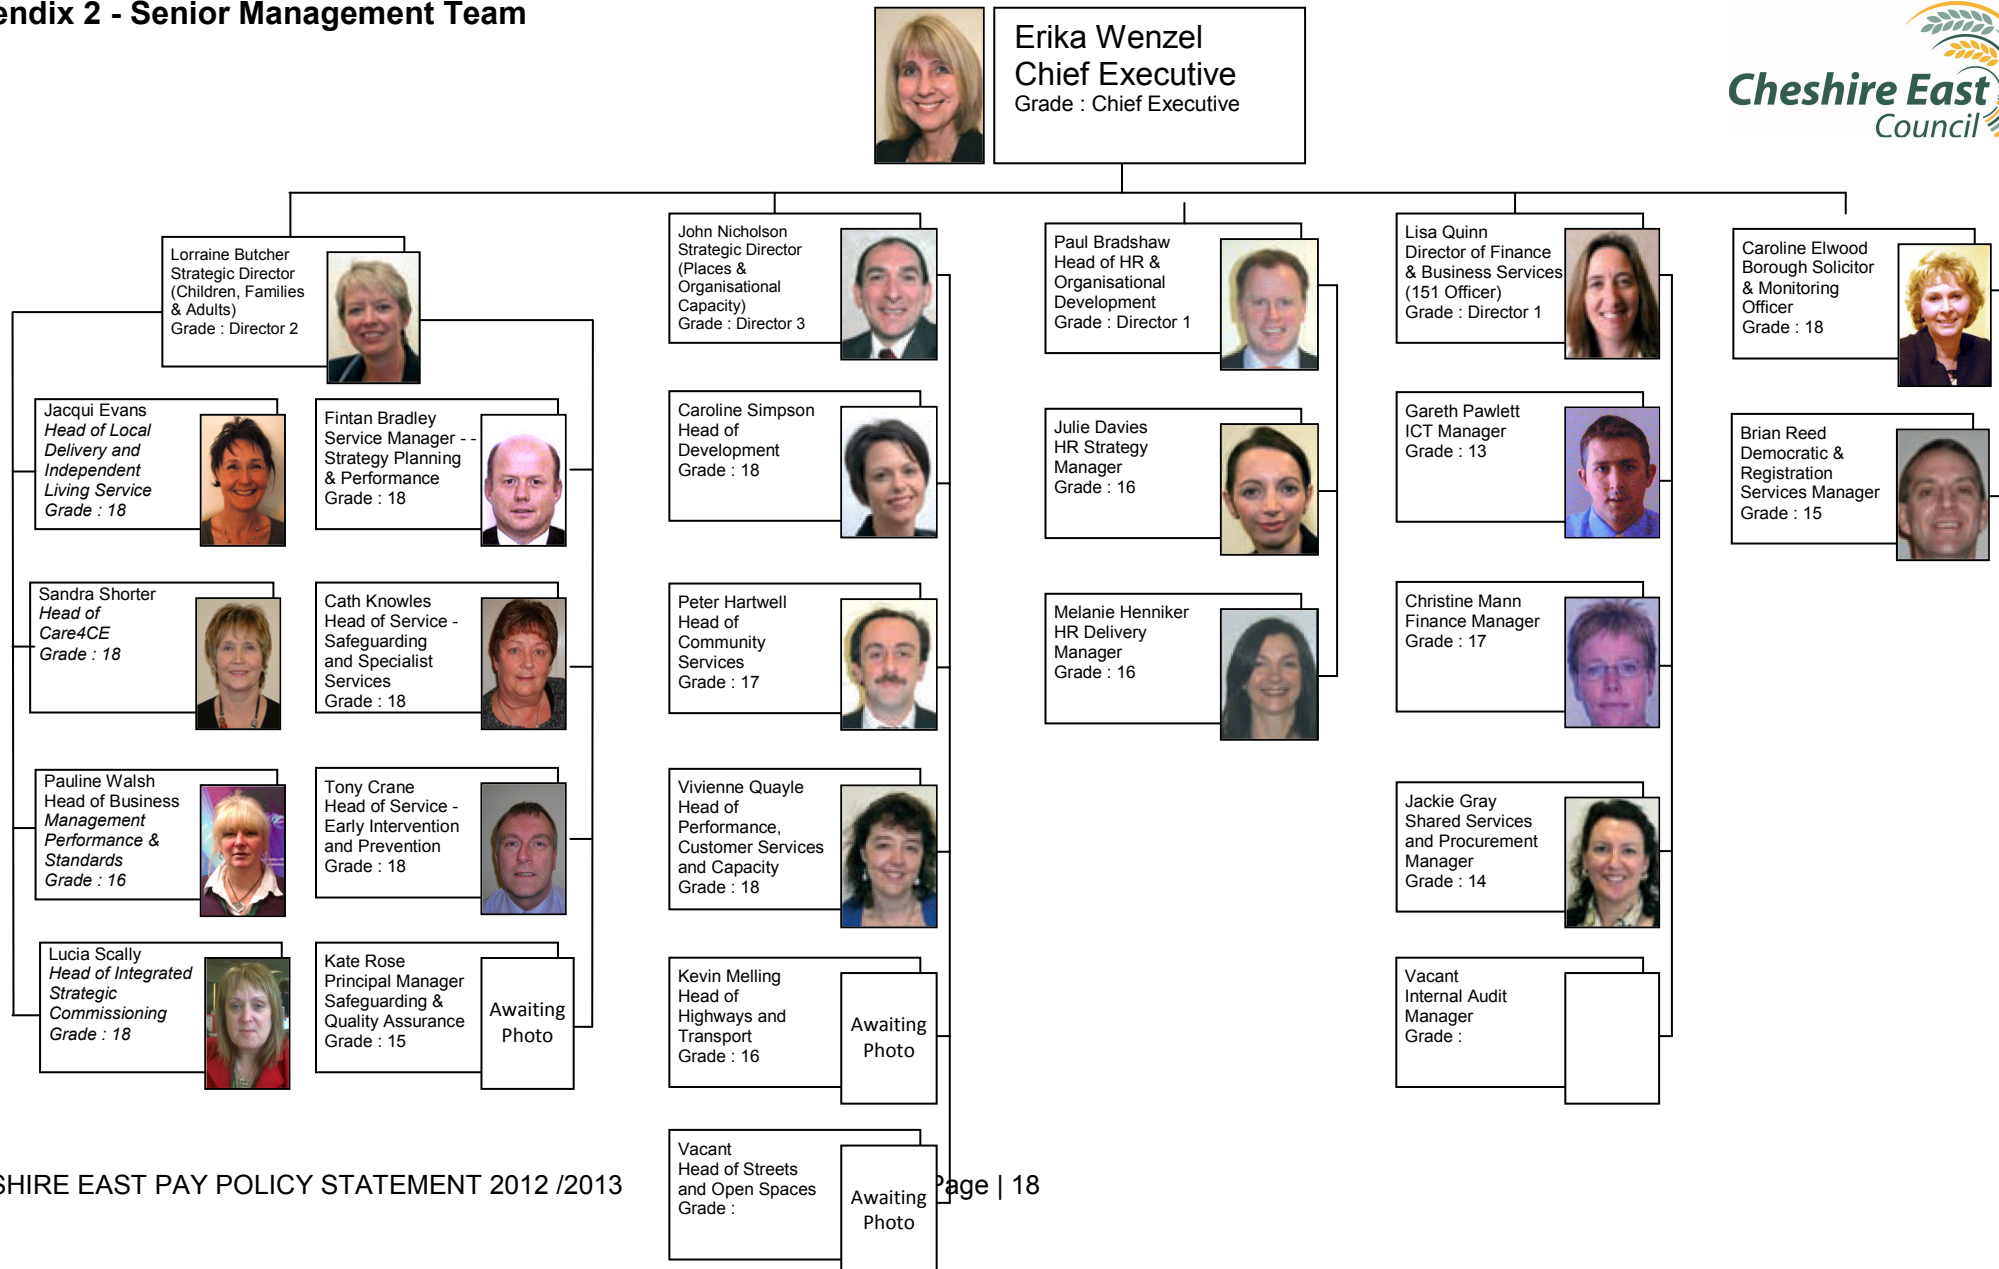 endix 2 - Senior Management Team
Erika Wenzel
Chief Executive
Grade : Chief Executive
Cheshire East
Council
Lorraine Butcher
Strategic Director
(Children, Families
& Adults)
Grade : Director 2
Jacqui Evans
Head of Local
Delivery and
Independent
Living Service
Grade : 18
Sandra Shorter
Head of
Care4CE
Grade : 18
Pauline Walsh
Head of Business
Management
Performance &
Standards
Grade : 16
Lucia Scally
Head of Integrated
Strategic
Commissioning
Grade : 18
Fintan Bradley
Service Manager - -
Strategy Planning
& Performance
Grade : 18
Cath Knowles
Head of Service -
Safeguarding
and Specialist
Services
Grade : 18
Tony Crane
Head of Service -
Early Intervention
and Prevention
Grade : 18
Kate Rose
Principal Manager
Safeguarding &
Quality Assurance
Grade : 15
Awaiting
Photo
John Nicholson
Strategic Director
(Places &
Organisational
Capacity)
Grade : Director 3
Caroline Simpson
Head of
Development
Grade : 18
Peter Hartwell
Head of
Community
Services
Grade : 17
Vivienne Quayle
Head of
Performance,
Customer Services
and Capacity
Grade : 18
Kevin Melling
Head of
Highways and
Transport
Grade : 16
Awaiting
Photo
Vacant
Head of Streets
and Open Spaces
Grade :
Awaiting
Photo
Paul Bradshaw
Head of HR &
Organisational
Development
Grade : Director 1
Julie Davies
HR Strategy
Manager
Grade : 16
Melanie Henniker
HR Delivery
Manager
Grade : 16
Lisa Quinn
Director of Finance
& Business Services
(151 Officer)
Grade : Director 1
Gareth Pawlett
ICT Manager
Grade : 13
Christine Mann
Finance Manager
Grade : 17
Jackie Gray
Shared Services
and Procurement
Manager
Grade : 14
Vacant
Internal Audit
Manager
Grade :
Caroline Elwood
Borough Solicitor
& Monitoring
Officer
Grade : 18
Brian Reed
Democratic &
Registration
Services Manager
Grade : 15
SHIRE EAST PAY POLICY STATEMENT 2012 /2013
Page | 18